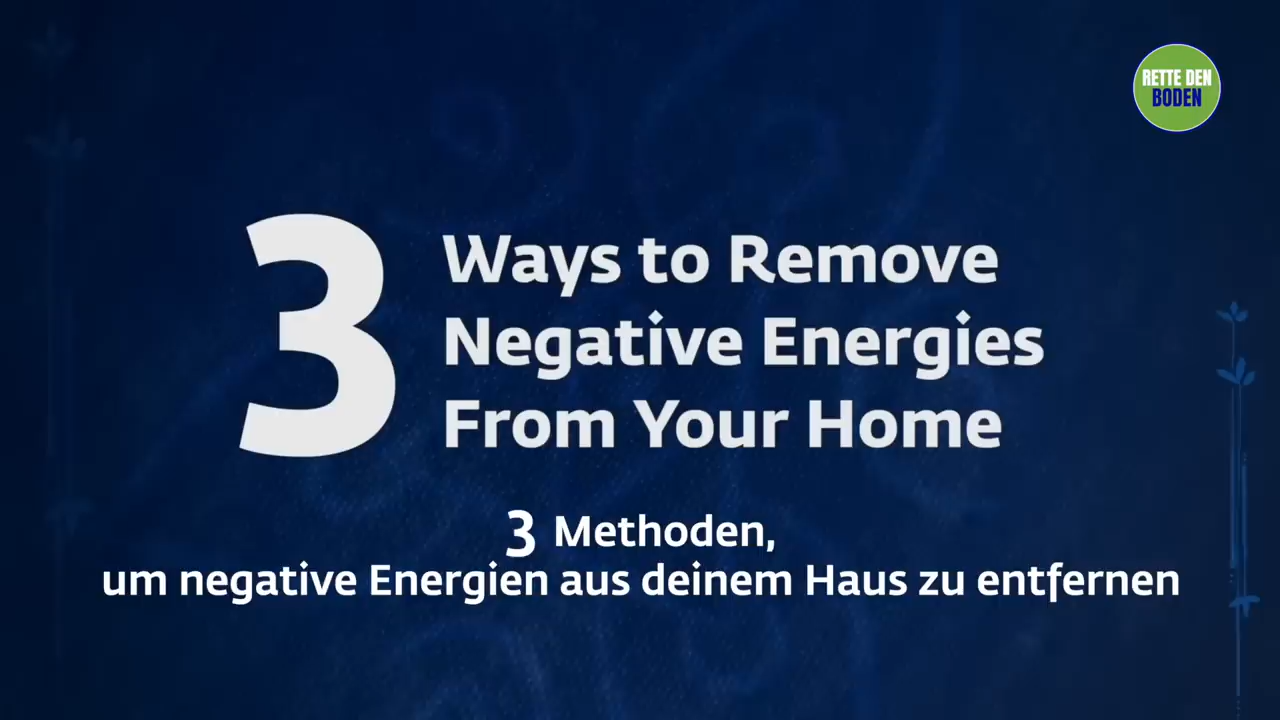 RETTE DEN
BODEN
3 Ways to Remove
Negative Energies
From Your Home
3 Methoden,
um negative Energien aus deinem Haus zu entfernen